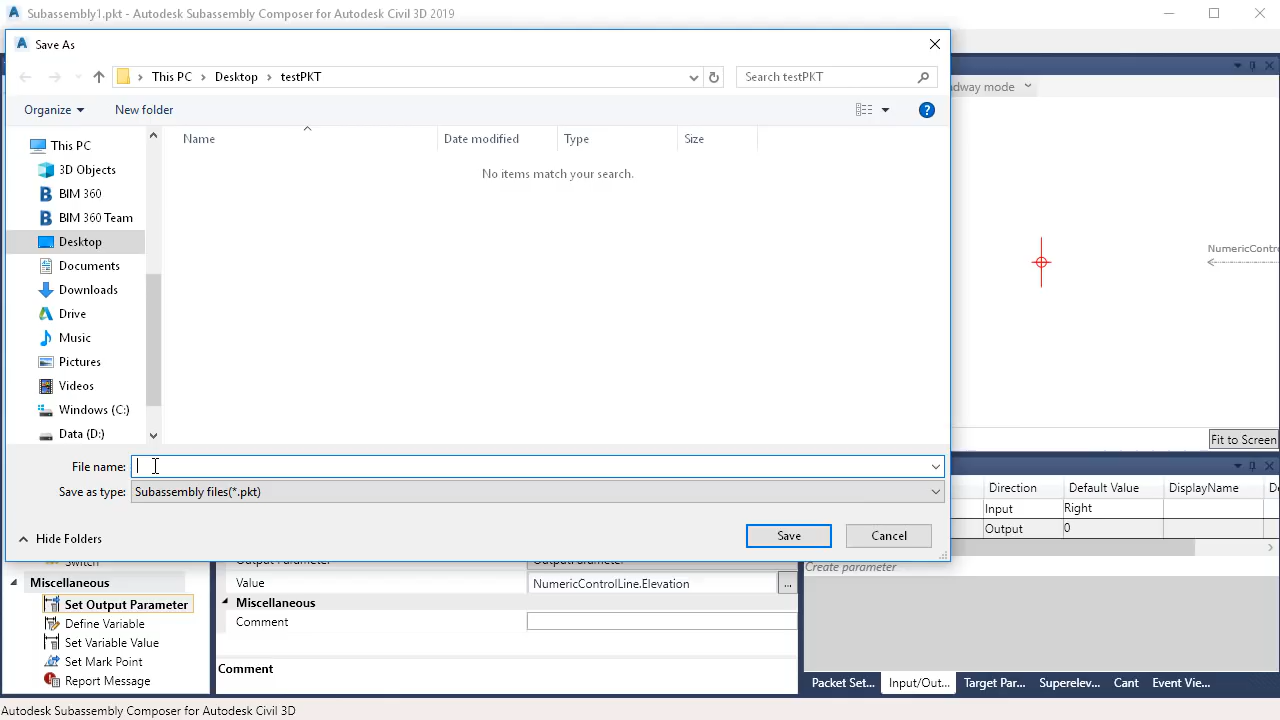 Subassembly1.pkt - Autodesk Subassembly Composer for Autodesk Civil 3D 2019
Save As
This PC > Desktop > testPKT
Search testPKT
Organize
New folder
Name
Date modified
Type
Size
No items match your search.
This PC
3D Objects
BIM 360
BIM 360 Team
Desktop
Documents
Downloads
Drive
Music
Pictures
Videos
Windows (C:)
Data (D:)
File name:
Save as type:
Subassembly files(*.pkt)
Hide Folders
Save
Cancel
dway mode
NumericContro
Fit to Screen
Direction
Default Value
DisplayName
De
Input
Right
Output
0
Create parameter
Switch
Miscellaneous
Set Output Parameter
Define Variable
Set Variable Value
Set Mark Point
Report Message
Output Parameter
OutputParameter
Value
NumericControlLine.Elevation
...
Miscellaneous
Comment
Comment
Packet Set...
Input/Out...
Target Par...
Superelev...
Cant
Event Vie...
Autodesk Subassembly Composer for Autodesk Civil 3D